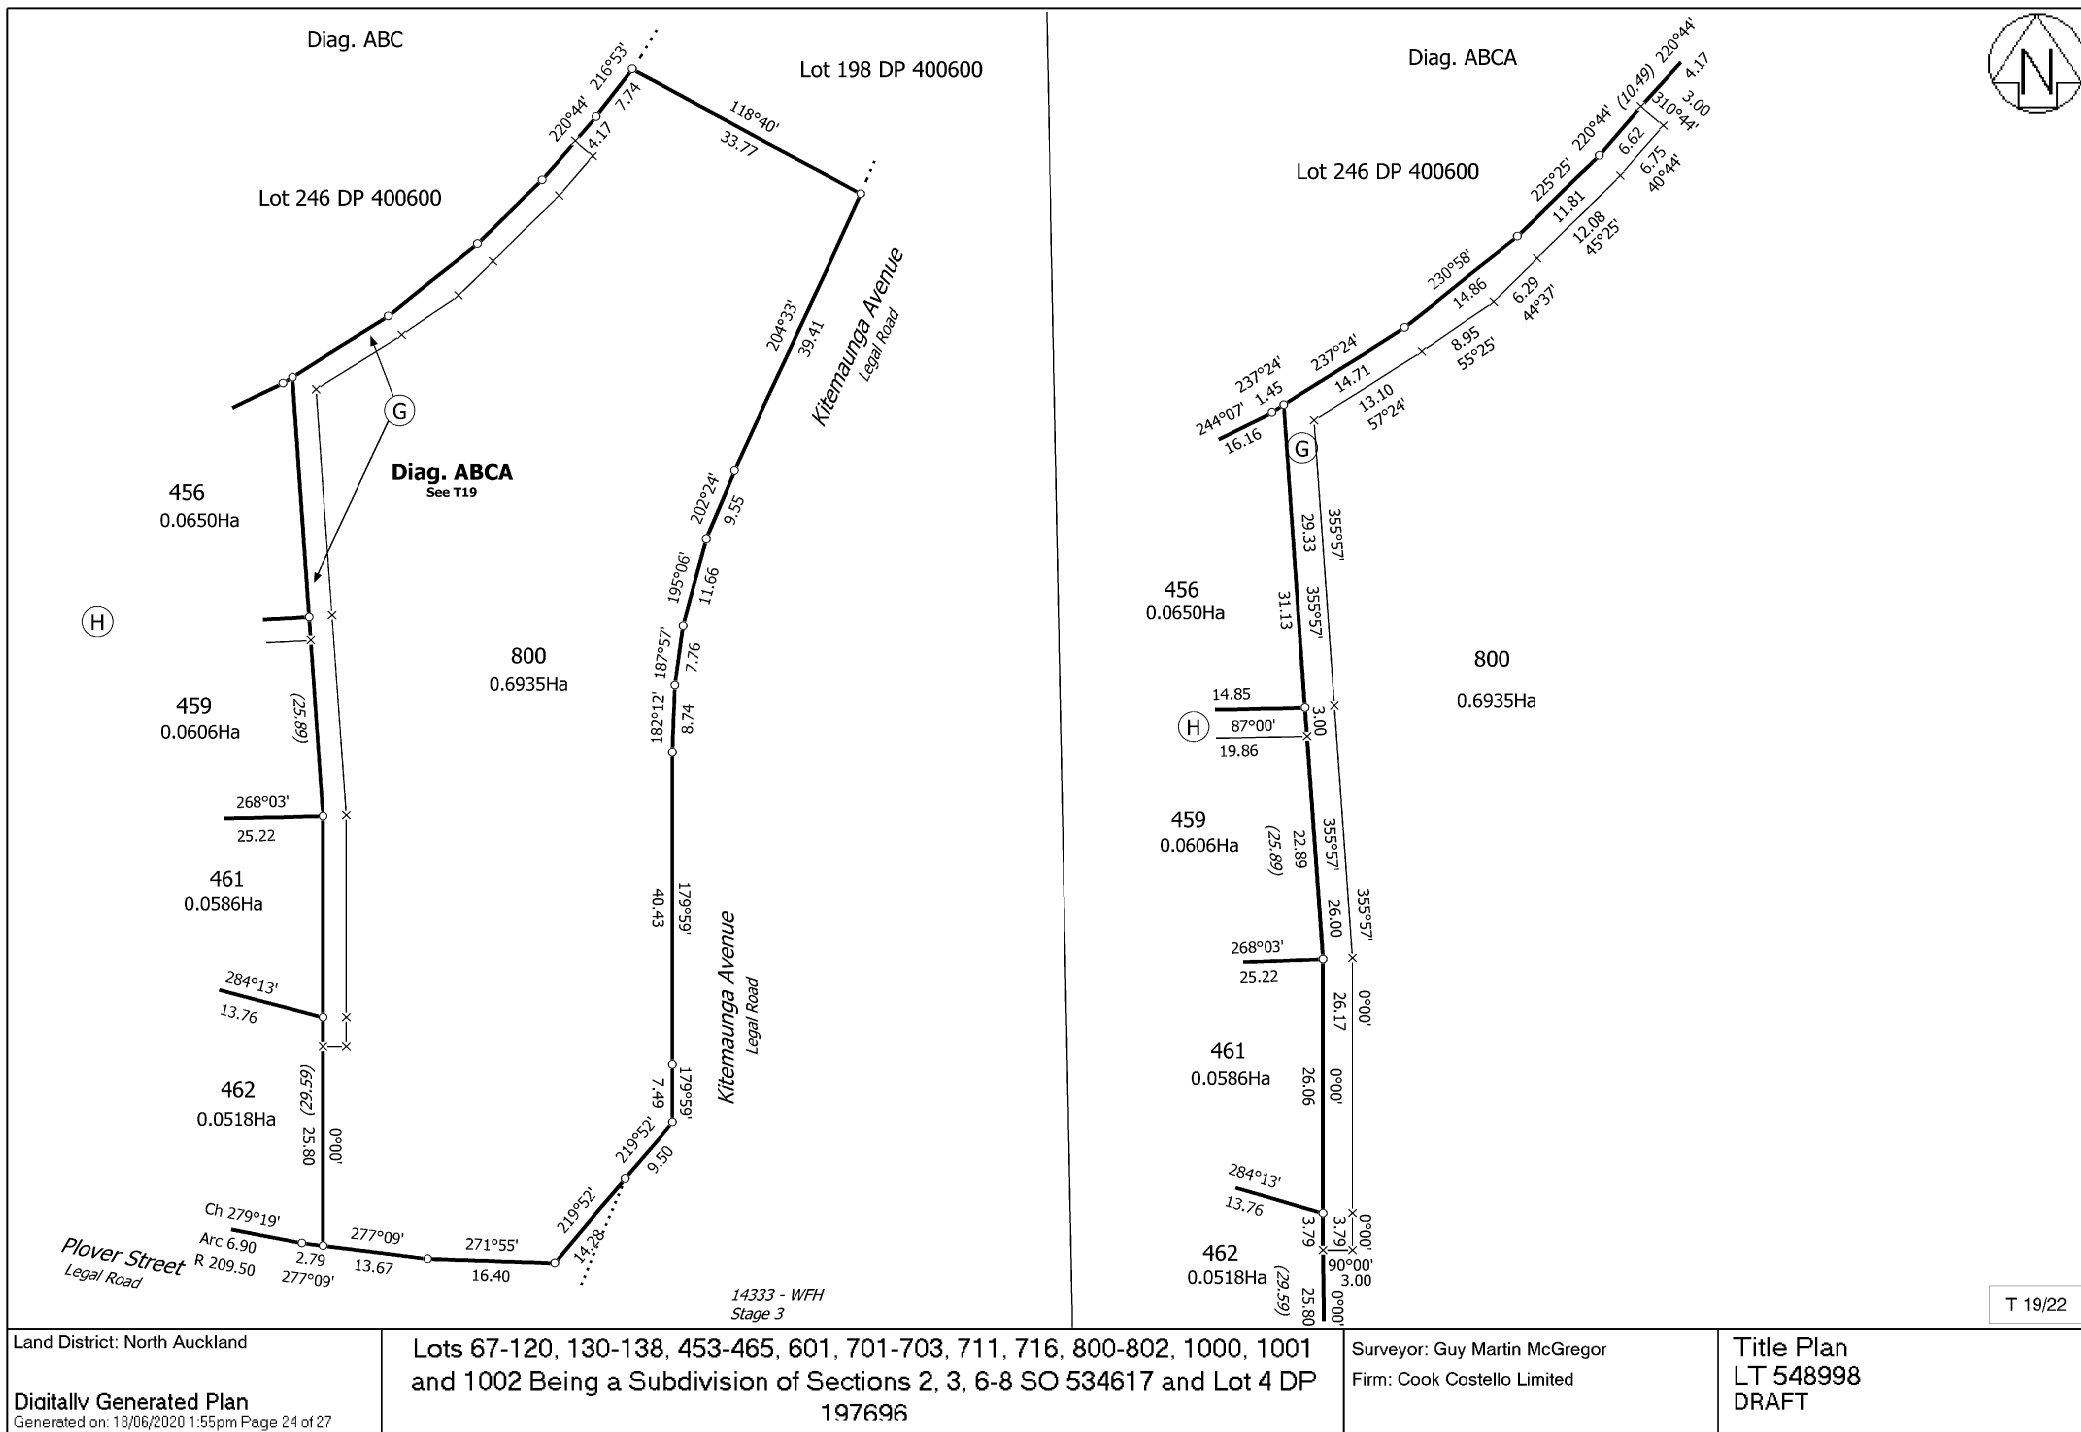 Diag. ABC
Lot 198 DP 400600
Lot 246 DP 400600
216°53'
7.74
220°44'
4.17
118°40'
33.77
204°33'
39.41
Kitemaunga Avenue
Legal Road
G
Diag. ABCA
See T19
456
0.0650Ha
H
202°24'
9.55
195°06'
11.66
187°57'
7.76
182°12'
8.74
800
0.6935Ha
459
0.0606Ha
(25.89)
268°03'
25.22
461
0.0586Ha
179°59'
40.43
Kitemaunga Avenue
Legal Road
284°13'
13.76
462
0.0518Ha
(29.59)
25.80
0°00'
179°59'
7.49
219°52'
9.50
219°52'
14.28
Ch 279°19'
Arc 6.90
R 209.50
2.79
277°09'
277°09'
13.67
271°55'
16.40
Plover Street
Legal Road
14333 - WFH
Stage 3
Diag. ABCA
N
Lot 246 DP 400600
220°44'
4.17
(10.49)
3.00
310°44'
220°44'
6.62
6.75
40°44'
225°25'
11.81
12.08
45°25'
230°58'
14.86
6.29
44°37'
237°24'
14.71
8.95
55°25'
237°24'
1.45
13.10
57°24'
244°07'
16.16
G
29.33
355°57'
31.13
355°57'
456
0.0650Ha
800
0.6935Ha
14.85
3.00
H
87°00'
19.86
459
0.0606Ha
(25.89)
22.89
355°57'
26.00
355°57'
268°03'
25.22
26.17
0°00'
461
0.0586Ha
26.06
0°00'
284°13'
13.76
3.79
3.79
0°00'
90°00'
3.00
462
0.0518Ha
(29.59)
25.80
0°00'
T 19/22
Land District: North Auckland
Digitally Generated Plan
Generated on: 18/06/2020 1:55pm Page 24 of 27
Lots 67-120, 130-138, 453-465, 601, 701-703, 711, 716, 800-802, 1000, 1001
and 1002 Being a Subdivision of Sections 2, 3, 6-8 SO 534617 and Lot 4 DP
197696
Surveyor: Guy Martin McGregor
Firm: Cook Costello Limited
Title Plan
LT 548998
DRAFT